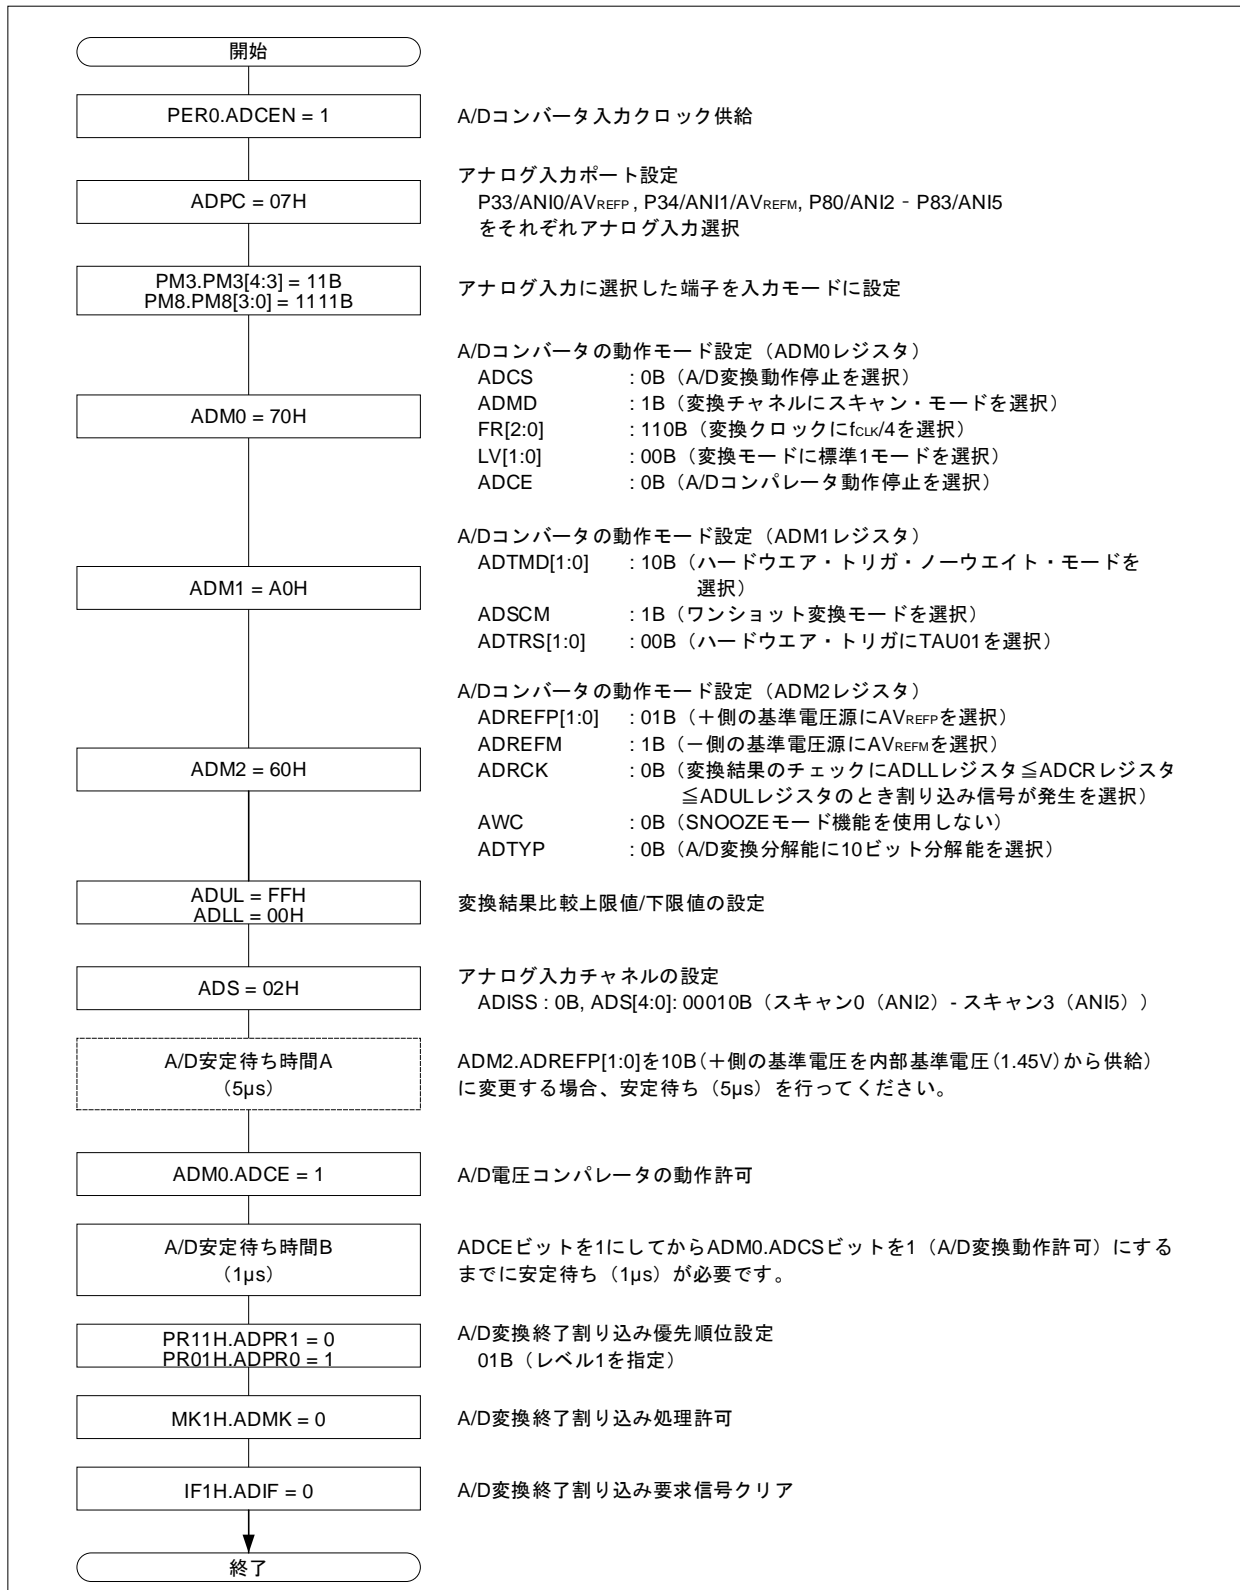 開始
PER0.ADCEN = 1
A/Dコンバータ入力クロック供給
ADPC = 07H
アナログ入力ポート設定
P33/ANI0/AVREFP , P34/ANI1/AVREFM, P80/ANI2 - P83/ANI5
をそれぞれアナログ入力選択
PM3.PM3[4:3] = 11B
PM8.PM8[3:0] = 1111B
アナログ入力に選択した端子を入力モードに設定
ADM0 = 70H
A/Dコンバータの動作モード設定（ADM0レジスタ）
ADCS : 0B（A/D変換動作停止を選択）
ADMD : 1B（変換チャネルにスキャン・モードを選択）
FR[2:0] : 110B（変換クロックにfCLK/4を選択）
LV[1:0] : 00B（変換モードに標準1モードを選択）
ADCE : 0B（A/Dコンパレータ動作停止を選択）
ADM1 = A0H
A/Dコンバータの動作モード設定（ADM1レジスタ）
ADTMD[1:0] : 10B（ハードウエア・トリガ・ノーウエイト・モードを
選択）
ADSCM : 1B（ワンショット変換モードを選択）
ADTRS[1:0] : 00B（ハードウエア・トリガにTAU01を選択）
ADM2 = 60H
A/Dコンバータの動作モード設定（ADM2レジスタ）
ADREFP[1:0] : 01B（＋側の基準電圧源にAVREFPを選択）
ADREFM : 1B（－側の基準電圧源にAVREFMを選択）
ADRCK : 0B（変換結果のチェックにADLLレジスタ≦ADCRレジスタ
≦ADULレジスタのとき割り込み信号が発生を選択）
AWC : 0B（SNOOZEモード機能を使用しない）
ADTYP : 0B（A/D変換分解能に10ビット分解能を選択）
ADUL = FFH
ADLL = 00H
変換結果比較上限値/下限値の設定
ADS = 02H
アナログ入力チャネルの設定
ADISS : 0B, ADS[4:0]: 00010B（スキャン0（ANI2）- スキャン3（ANI5））
A/D安定待ち時間A
（5μs）
ADM2.ADREFP[1:0]を10B（＋側の基準電圧を内部基準電圧（1.45V）から供給）
に変更する場合、安定待ち（5μs）を行ってください。
ADM0.ADCE = 1
A/D電圧コンパレータの動作許可
A/D安定待ち時間B
（1μs）
ADCEビットを1にしてからADM0.ADCSビットを1（A/D変換動作許可）にする
までに安定待ち（1μs）が必要です。
PR11H.ADPR1 = 0
PR01H.ADPR0 = 1
A/D変換終了割り込み優先順位設定
01B（レベル1を指定）
MK1H.ADMK = 0
A/D変換終了割り込み処理許可
IF1H.ADIF = 0
A/D変換終了割り込み要求信号クリア
終了